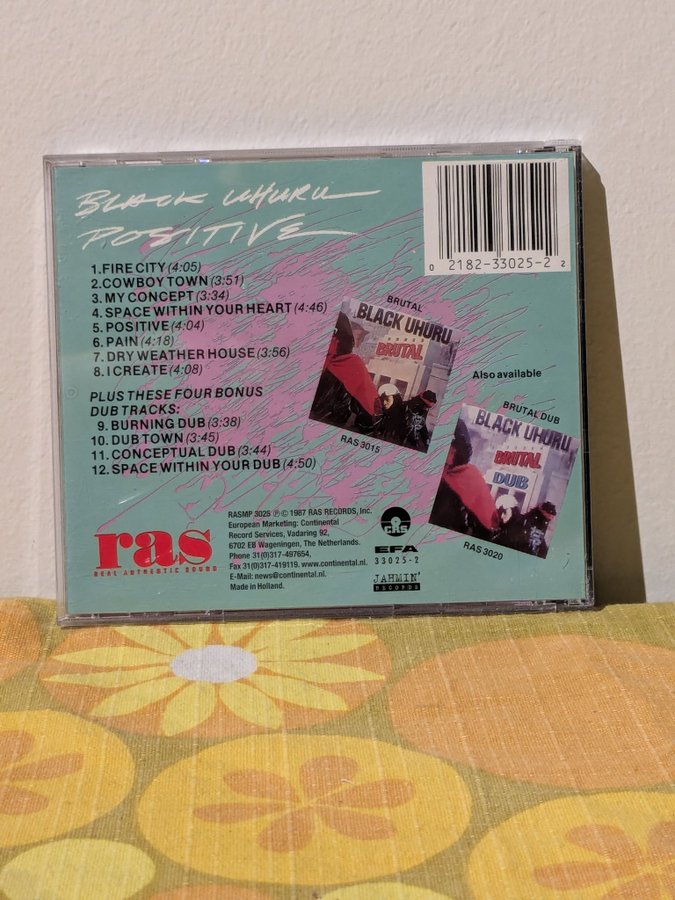 BLACK UHURU
POSITIVE
1.FIRE CITY (4:05)
2.COWBOY TOWN (3:51)
3. MY CONCEPT (3:34)
4. SPACE WITHIN YOUR HEART (4:46)
5. POSITIVE (4:04)
6. PAIN (4:18)
7. DRY WEATHER HOUSE (3:56)
8. I CREATE (4:08)
PLUS THESE FOUR BONUS
DUB TRACKS:
9. BURNING DUB (3:38)
10. DUB TOWN (3:45)
11. CONCEPTUAL DUB (3:44)
12. SPACE WITHIN YOUR DUB (4:50)
0 2182-33025-2 2
BRUTAL
BLACK UHURU
BRUTAL
RAS 3015
Also available
BRUTAL DUB
BLACK UHURU
BRUTAL
DUB
RAS 3020
ras
REAL AUTHENTIC SOUND
RASMP 3025 Ⓟ © 1987 RAS RECORDS, Inc.
European Marketing: Continental
Record Services, Vadaring 92,
6702 EB Wageningen, The Netherlands.
Phone 31(0)317-497654,
Fax 31(0)317-421119. www.continental.nl.
E-Mail: news@continental.nl.
Made in Holland.
CRS
EFA
33025-2
JAHMIN'
RECORDS